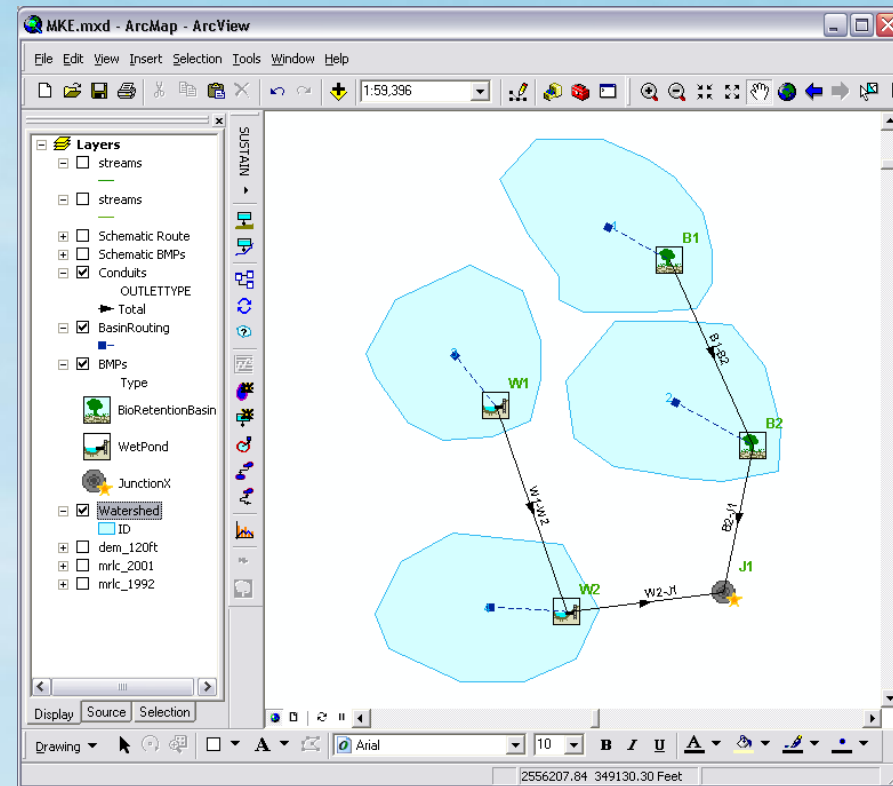 MKE.mxd - ArcMap - ArcView
File Edit View Insert Selection Tools Window Help
1:59,396
Layers
streams
streams
Schematic Route
Schematic BMPs
Conduits
OUTLETTYPE
Total
BasinRouting
BMPs
Type
BioRetentionBasin
WetPond
JunctionX
Watershed
ID
dem_120ft
mrlc_2001
mrlc_1992
Display Source Selection
SUSTAIN
B1
B1-B2
3
W1
2
B2
W1-W2
B2-J1
J1
W2
W2-J1
Drawing
A
Arial
10
B I U A
2556207.84 349130.30 Feet